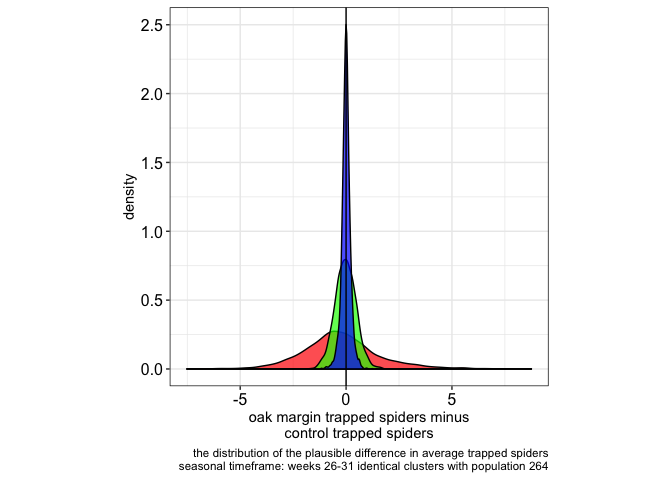 2.5
2.0
1.5
1.0
0.5
0.0
density
-5 0 5
oak margin trapped spiders minus
control trapped spiders
the distribution of the plausible difference in average trapped spiders
seasonal timeframe: weeks 26-31 identical clusters with population 264